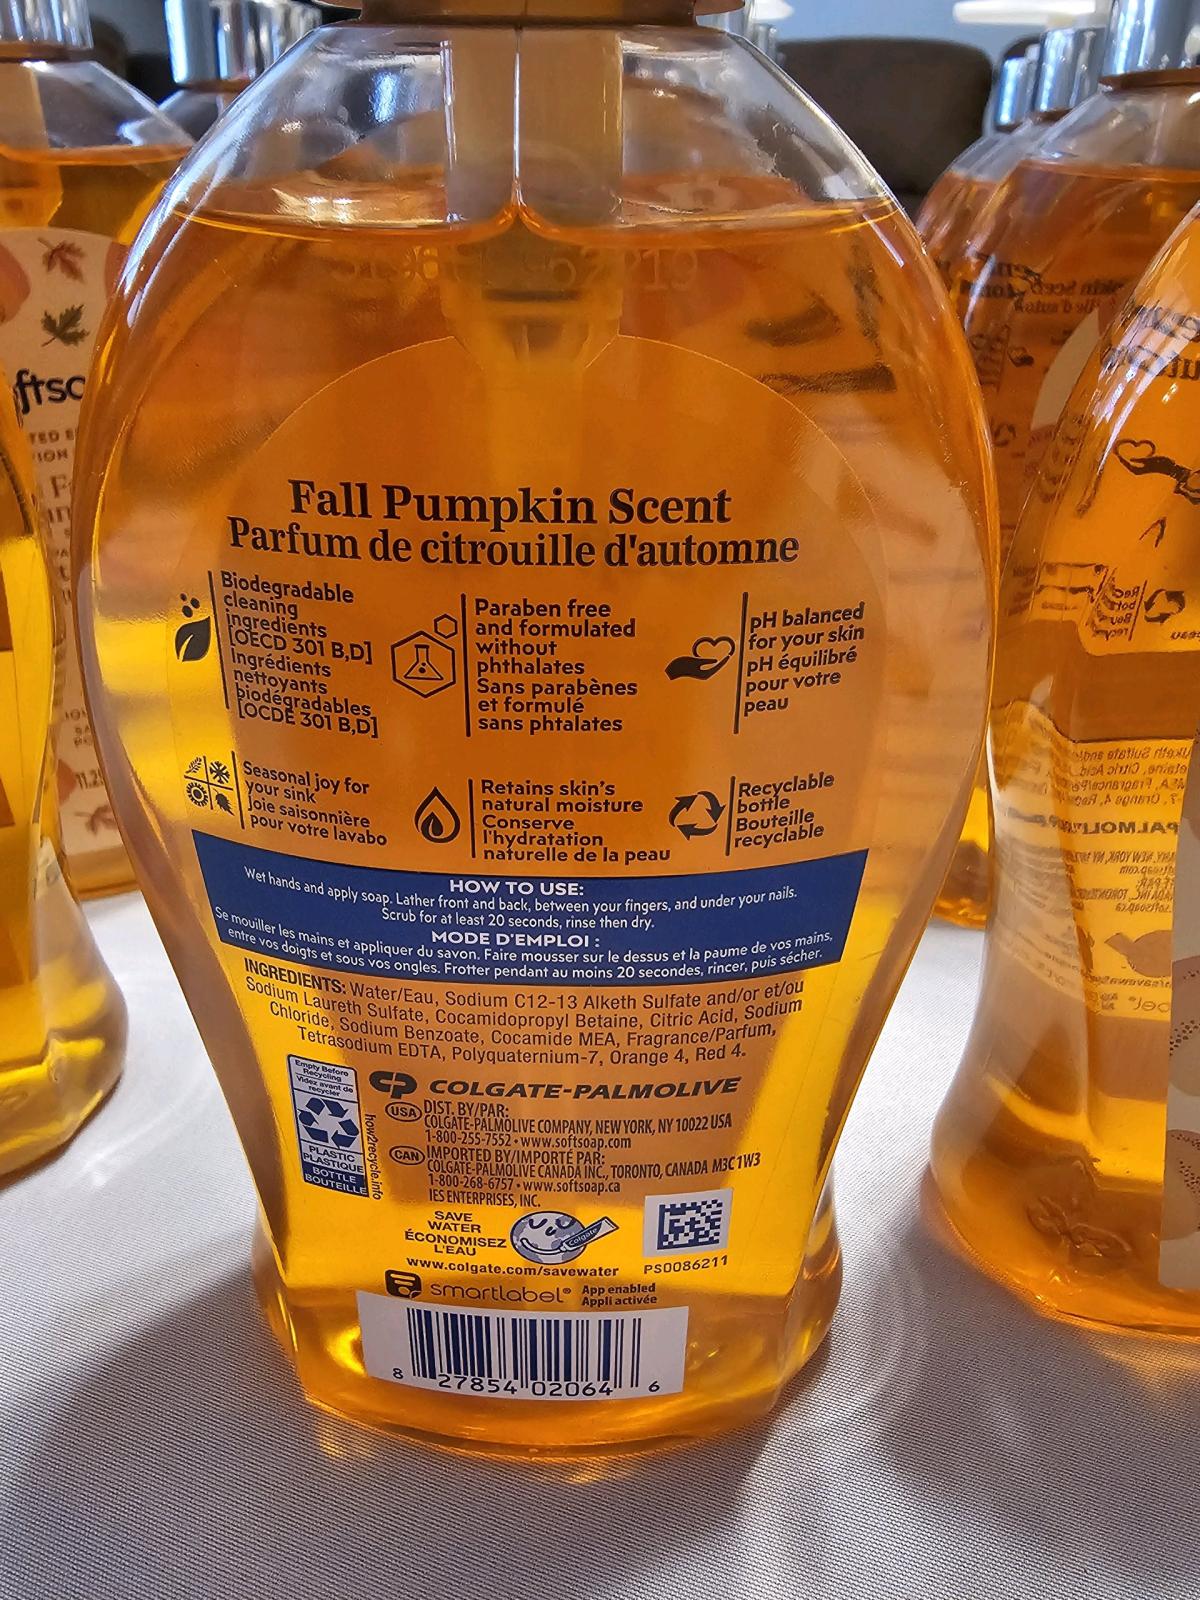 Fall Pumpkin Scent
Parfum de citrouille d'automne
Biodegradable
cleaning
ingredients
[OECD 301 B,D]
Ingrédients
nettoyants
biodégradables
[OCDE 301 B,D]
Paraben free
and formulated
without
phthalates
Sans parabènes
et formulé
sans phtalates
pH balanced
for your skin
pH équilibré
pour votre
peau
Seasonal joy for
your sink
Joie saisonnière
pour votre lavabo
Retains skin's
natural moisture
Conserve
l'hydratation
naturelle de la peau
Recyclable
bottle
Bouteille
recyclable
HOW TO USE:
Wet hands and apply soap. Lather front and back, between your fingers, and under your nails.
Scrub for at least 20 seconds, rinse then dry.
MODE D'EMPLOI :
Se mouiller les mains et appliquer du savon. Faire mousser sur le dessus et la paume de vos mains,
entre vos doigts et sous vos ongles. Frotter pendant au moins 20 secondes, rincer, puis sécher.
INGREDIENTS: Water/Eau, Sodium C12-13 Alketh Sulfate and/or et/ou
Sodium Laureth Sulfate, Cocamidopropyl Betaine, Citric Acid, Sodium
Chloride, Sodium Benzoate, Cocamide MEA, Fragrance/Parfum,
Tetrasodium EDTA, Polyquaternium-7, Orange 4, Red 4.
Empty Before
Recycling
Videz avant de
recycler
PLASTIC
PLASTIQUE
BOTTLE
BOUTEILLE
how2recycle.info
CP COLGATE-PALMOLIVE
USA DIST. BY/PAR:
COLGATE-PALMOLIVE COMPANY, NEW YORK, NY 10022 USA
1-800-255-7552 • www.softsoap.com
CAN IMPORTED BY/IMPORTÉ PAR:
COLGATE-PALMOLIVE CANADA INC., TORONTO, CANADA M3C 1W3
1-800-268-6757 • www.softsoap.ca
IES ENTERPRISES, INC.
SAVE
WATER
ÉCONOMISEZ
L'EAU
Colgate
www.colgate.com/savewater
PS0086211
smartlabel® App enabled
Appli activée
8 27854 02064 6